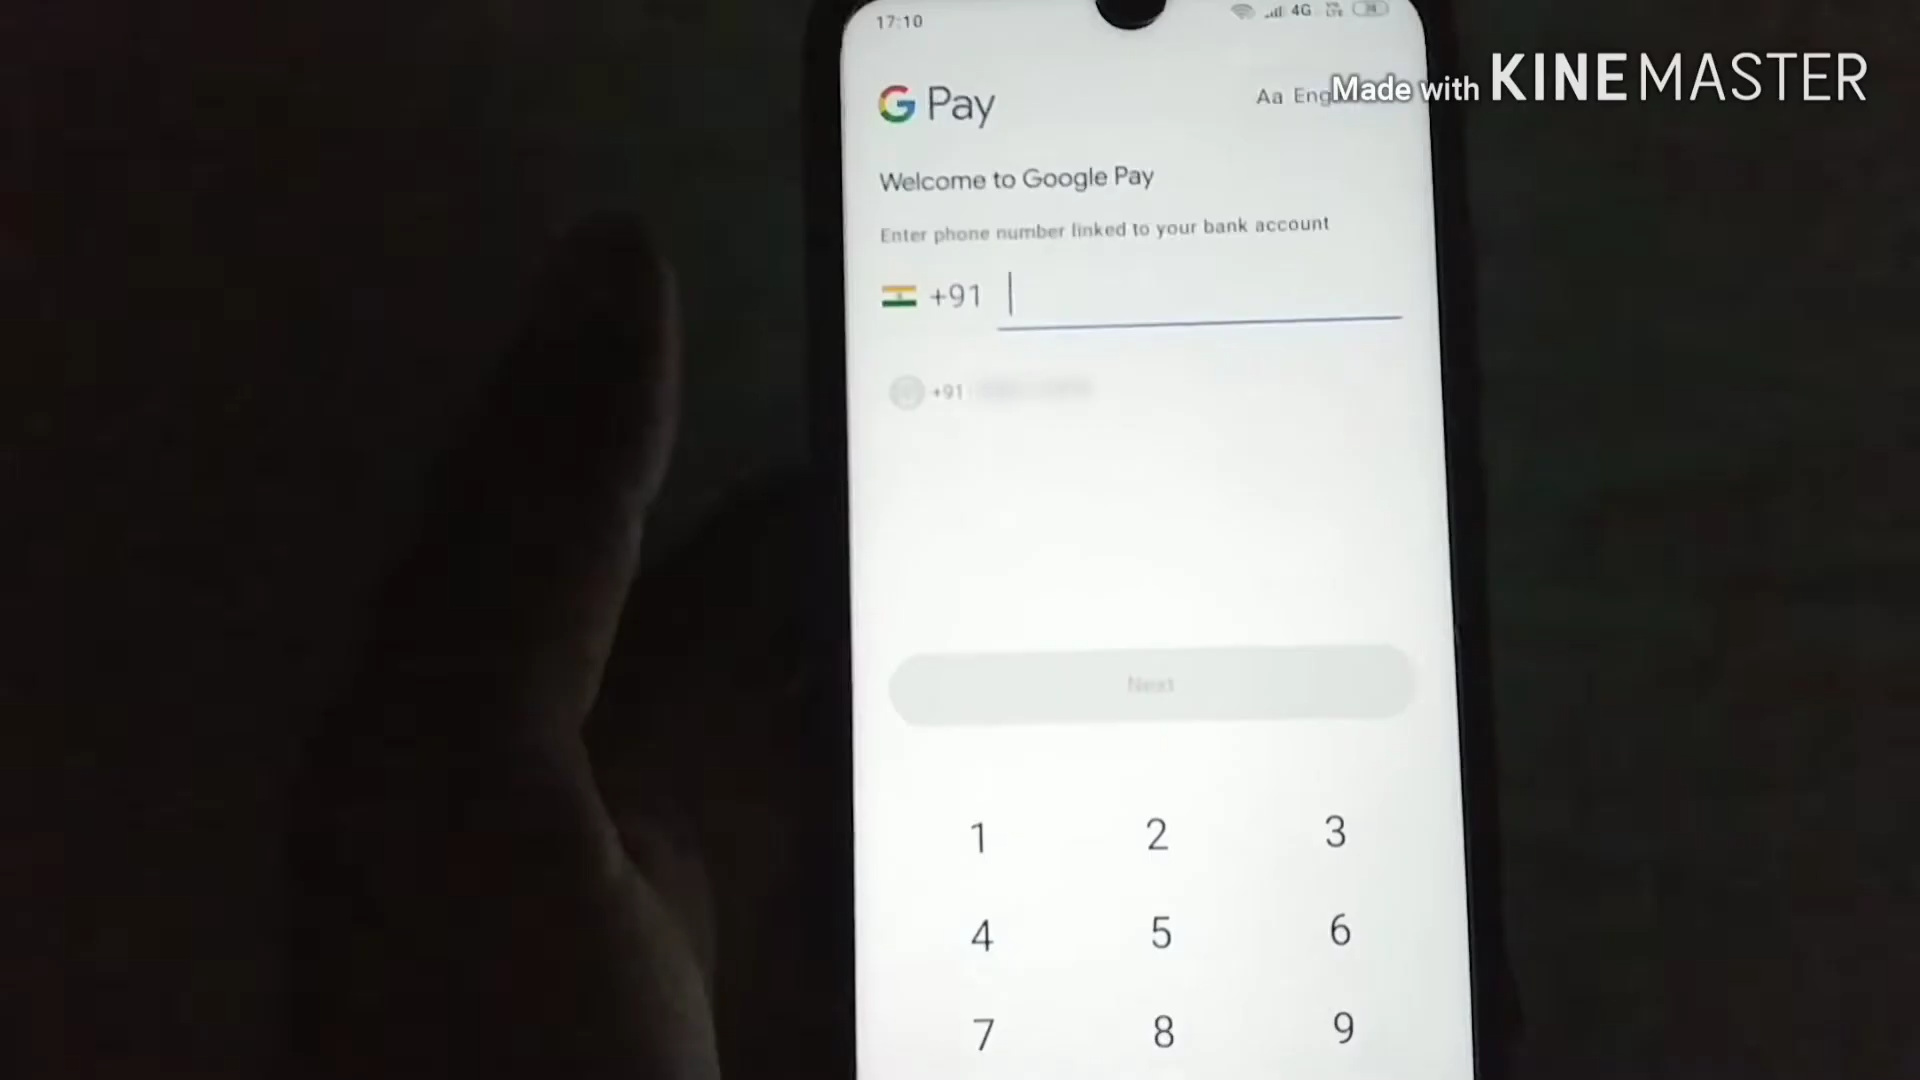 17:10
4G
G Pay
Aa
Made with KINEMASTER
Welcome to Google Pay
Enter phone number linked to your bank account
+91
+91
Next
1 2 3
4 5 6
7 8 9